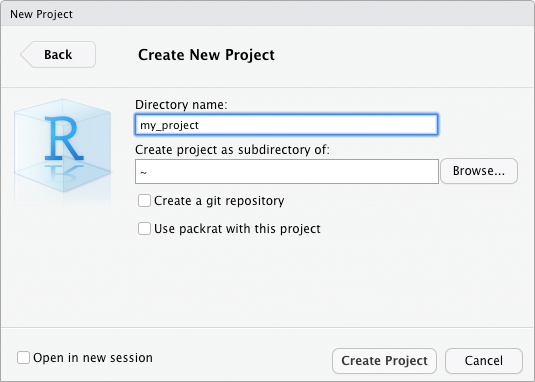 New Project
Back
Create New Project
R
Directory name:
my_project
Create project as subdirectory of:
~
Browse...
Create a git repository
Use packrat with this project
Open in new session
Create Project
Cancel